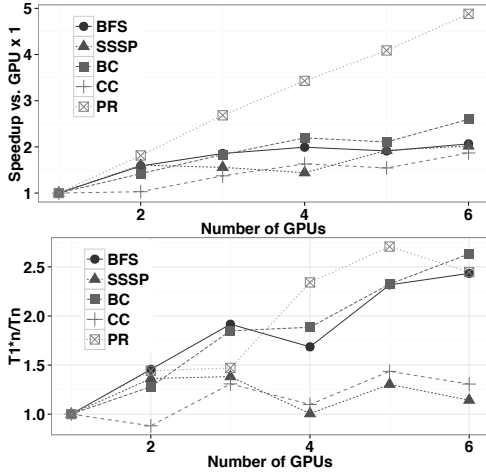 5
4
3
2
1
Speedup vs. GPU x 1
BFS
SSSP
BC
CC
PR
2 4 6
Number of GPUs
2.5
2.0
1.5
1.0
T1*n/Tn
BFS
SSSP
BC
CC
PR
2 4 6
Number of GPUs